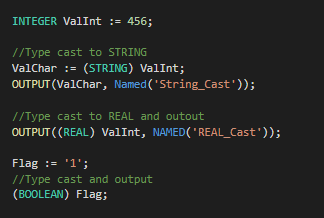 INTEGER ValInt := 456;
//Type cast to STRING
ValChar := (STRING) ValInt;
OUTPUT(ValChar, Named('String_Cast'));
//Type cast to REAL and outout
OUTPUT((REAL) ValInt, NAMED('REAL_Cast'));
Flag := '1';
//Type cast and output
(BOOLEAN) Flag;